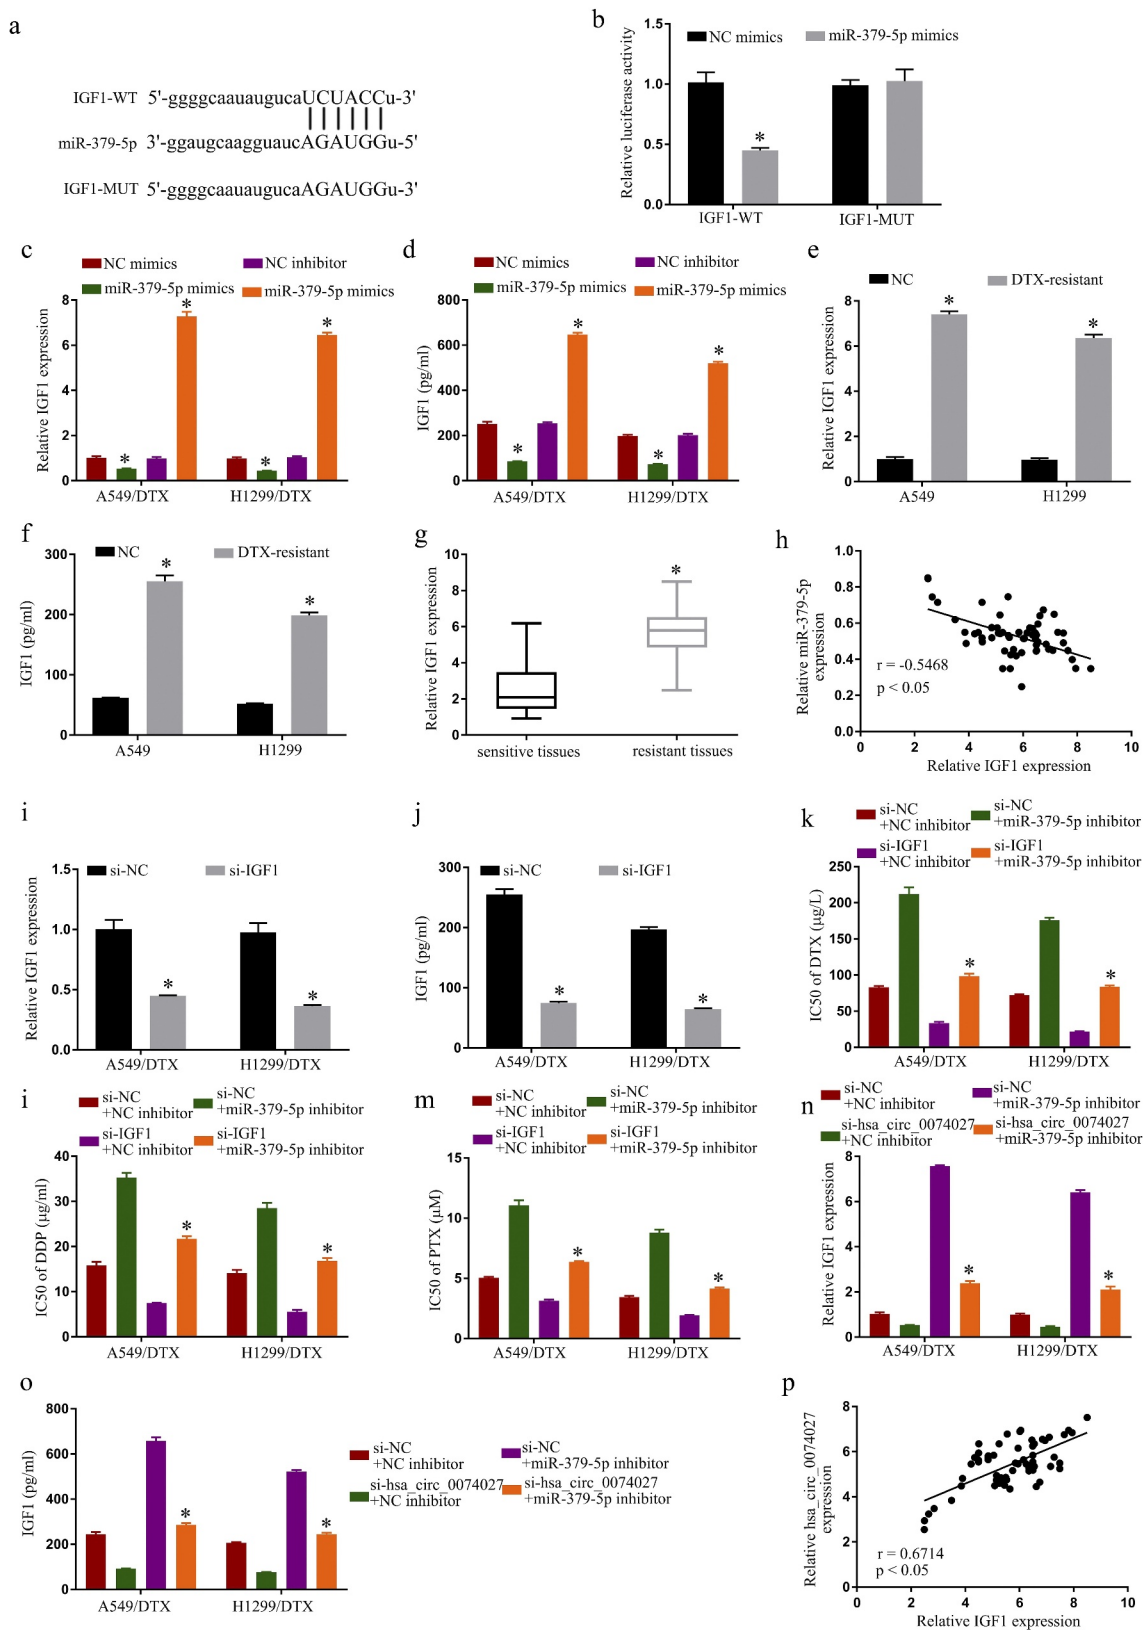 a
IGF1-WT 5'-ggggcaauaugucaUCUACCu-3'
miR-379-5p 3'-ggaugcaagguaucAGAUGGu-5'
IGF1-MUT 5'-ggggcaauaugucaAGAUGGu-3'
b
NC mimics miR-379-5p mimics
Relative luciferase activity
1.5
1.0
0.5
0.0
*
IGF1-WT IGF1-MUT
c
NC mimics NC inhibitor
miR-379-5p mimics miR-379-5p mimics
Relative IGF1 expression
8
6
4
2
0
* * * *
A549/DTX H1299/DTX
d
NC mimics NC inhibitor
miR-379-5p mimics miR-379-5p mimics
IGF1 (pg/ml)
800
600
400
200
0
* * * *
A549/DTX H1299/DTX
e
NC DTX-resistant
Relative IGF1 expression
8
6
4
2
0
* *
A549 H1299
f
NC DTX-resistant
IGF1 (pg/ml)
300
200
100
0
* *
A549 H1299
g
Relative IGF1 expression
10
8
6
4
2
0
*
sensitive tissues resistant tissues
h
Relative miR-379-5p
expression
1.0
0.8
0.6
0.4
0.2
0.0
r = -0.5468
p < 0.05
0 2 4 6 8 10
Relative IGF1 expression
i
si-NC si-IGF1
Relative IGF1 expression
1.5
1.0
0.5
0.0
* *
A549/DTX H1299/DTX
j
si-NC si-IGF1
IGF1 (pg/ml)
300
200
100
0
* *
A549/DTX H1299/DTX
k
si-NC
+NC inhibitor
si-NC
+miR-379-5p inhibitor
si-IGF1
+NC inhibitor
si-IGF1
+miR-379-5p inhibitor
IC50 of DTX (μg/L)
250
200
150
100
50
0
* *
A549/DTX H1299/DTX
i
si-NC
+NC inhibitor
si-NC
+miR-379-5p inhibitor
si-IGF1
+NC inhibitor
si-IGF1
+miR-379-5p inhibitor
IC50 of DDP (μg/ml)
40
30
20
10
0
* *
A549/DTX H1299/DTX
m
si-NC
+NC inhibitor
si-NC
+miR-379-5p inhibitor
si-IGF1
+NC inhibitor
si-IGF1
+miR-379-5p inhibitor
IC50 of PTX (μM)
15
10
5
0
* *
A549/DTX H1299/DTX
n
si-NC
+NC inhibitor
si-NC
+miR-379-5p inhibitor
si-hsa_circ_0074027
+NC inhibitor
si-hsa_circ_0074027
+miR-379-5p inhibitor
Relative IGF1 expression
8
6
4
2
0
* *
A549/DTX H1299/DTX
o
IGF1 (pg/ml)
800
600
400
200
0
* *
A549/DTX H1299/DTX
si-NC
+NC inhibitor
si-NC
+miR-379-5p inhibitor
si-hsa_circ_0074027
+NC inhibitor
si-hsa_circ_0074027
+miR-379-5p inhibitor
p
Relative hsa_circ_0074027
expression
8
6
4
2
0
r = 0.6714
p < 0.05
0 2 4 6 8 10
Relative IGF1 expression